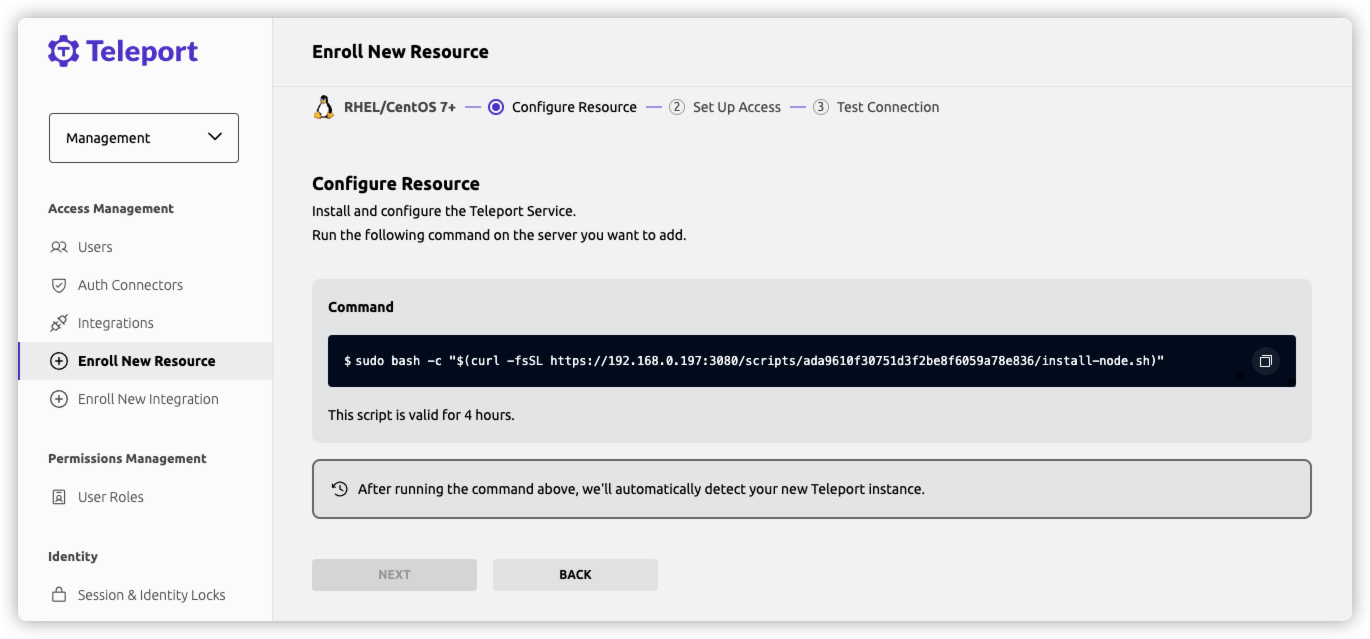 Teleport
Management
Access Management
Users
Auth Connectors
Integrations
Enroll New Resource
Enroll New Integration
Permissions Management
User Roles
Identity
Session & Identity Locks
Enroll New Resource
RHEL/CentOS 7+ Configure Resource 2 Set Up Access 3 Test Connection
Configure Resource
Install and configure the Teleport Service.
Run the following command on the server you want to add.
Command
$ sudo bash -c "$(curl -fsSL https://192.168.0.197:3080/scripts/ada9610f30751d3f2be8f6059a78e836/install-node.sh)"
This script is valid for 4 hours.
After running the command above, we'll automatically detect your new Teleport instance.
NEXT BACK